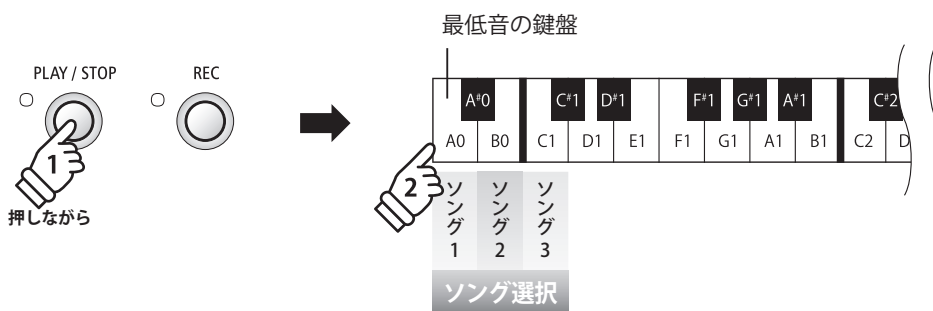 最低音の鍵盤
PLAY / STOP
REC
1
押しながら
A#0
C#1
D#1
F#1
G#1
A#1
C#2
A0
B0
C1
D1
E1
F1
G1
A1
B1
C2
D
2
ソング1
ソング2
ソング3
ソング選択